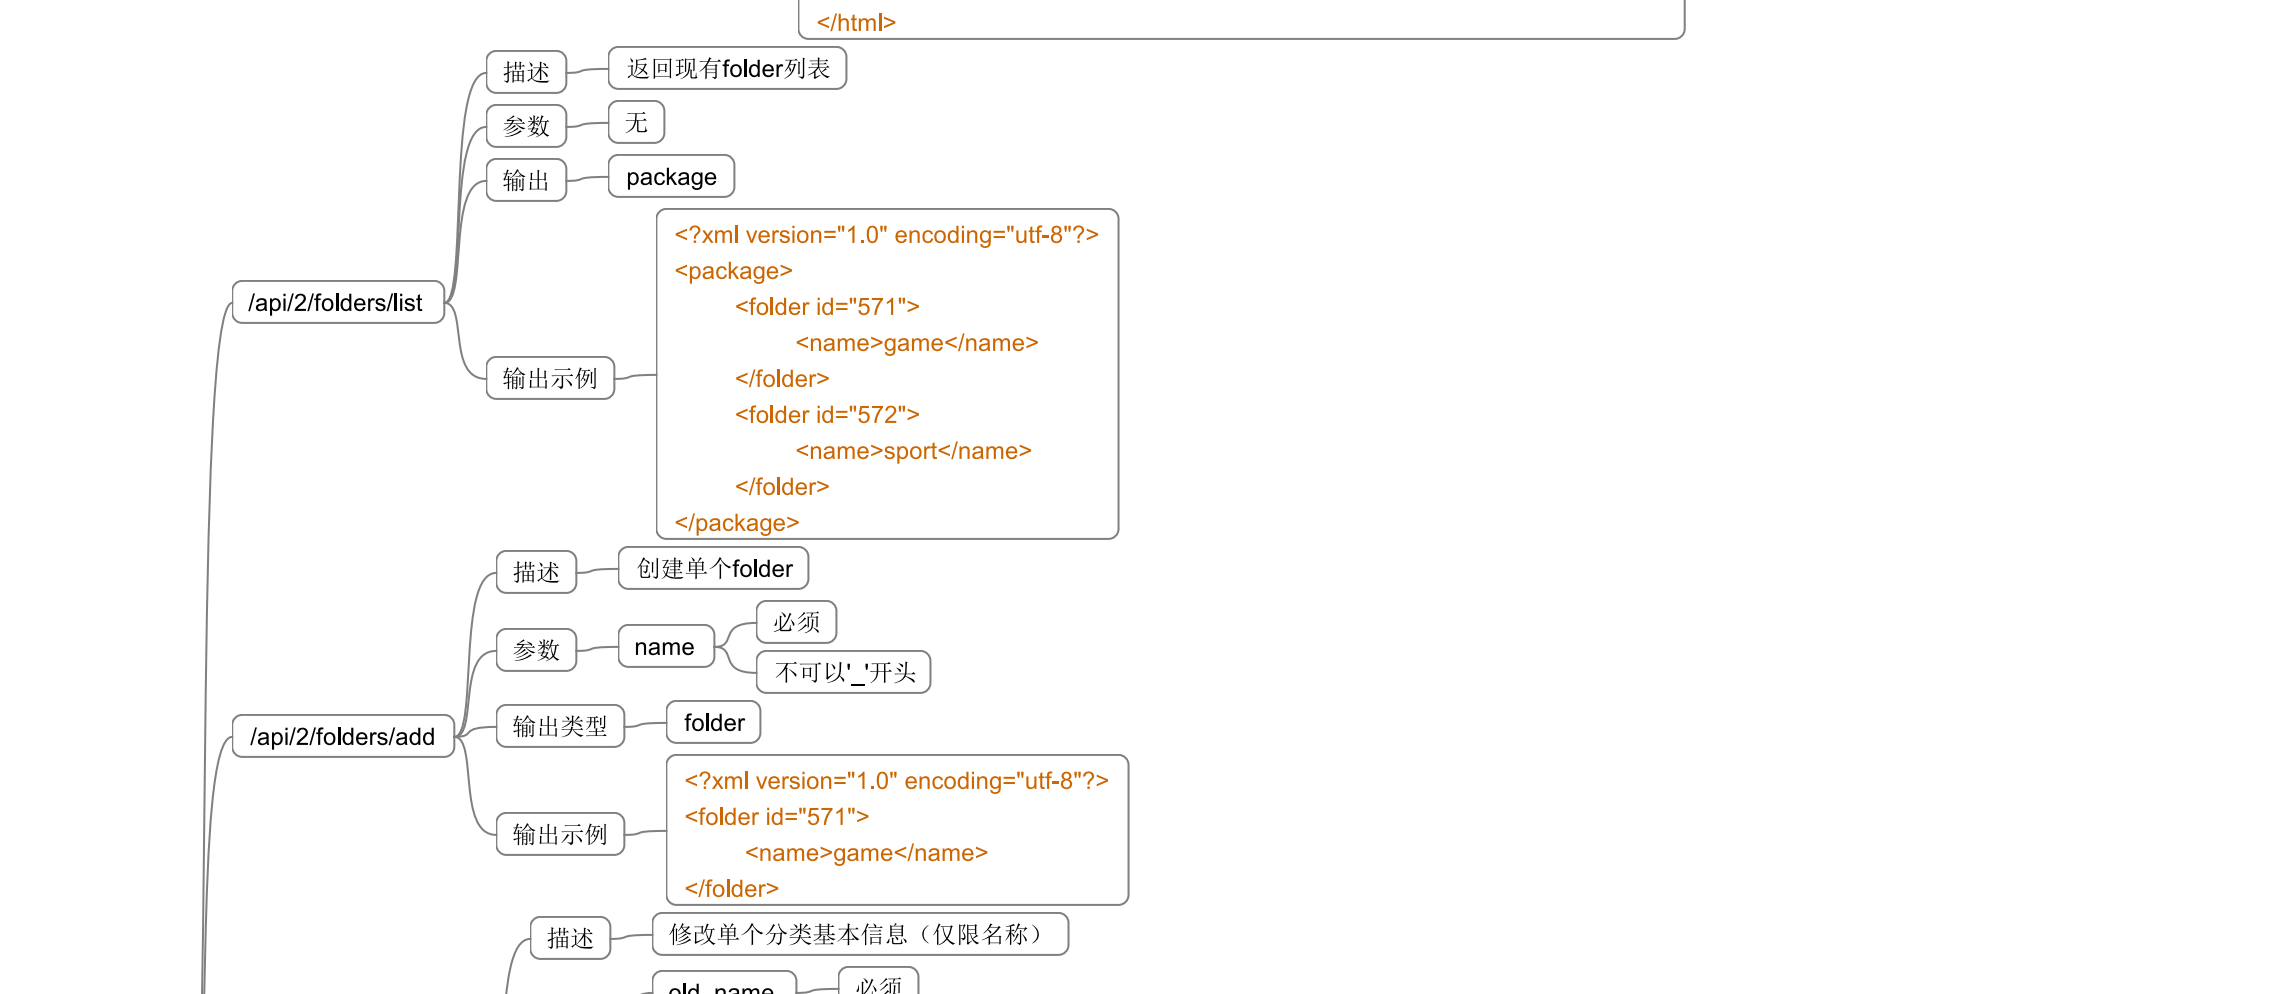 </html>
描述
返回现有folder列表
参数
无
输出
package
/api/2/folders/list
输出示例
<?xml version="1.0" encoding="utf-8"?>
<package>
<folder id="571">
<name>game</name>
</folder>
<folder id="572">
<name>sport</name>
</folder>
</package>
描述
创建单个folder
参数
name
必须
不可以'_'开头
/api/2/folders/add
输出类型
folder
输出示例
<?xml version="1.0" encoding="utf-8"?>
<folder id="571">
<name>game</name>
</folder>
描述
修改单个分类基本信息（仅限名称）
old_name
必须